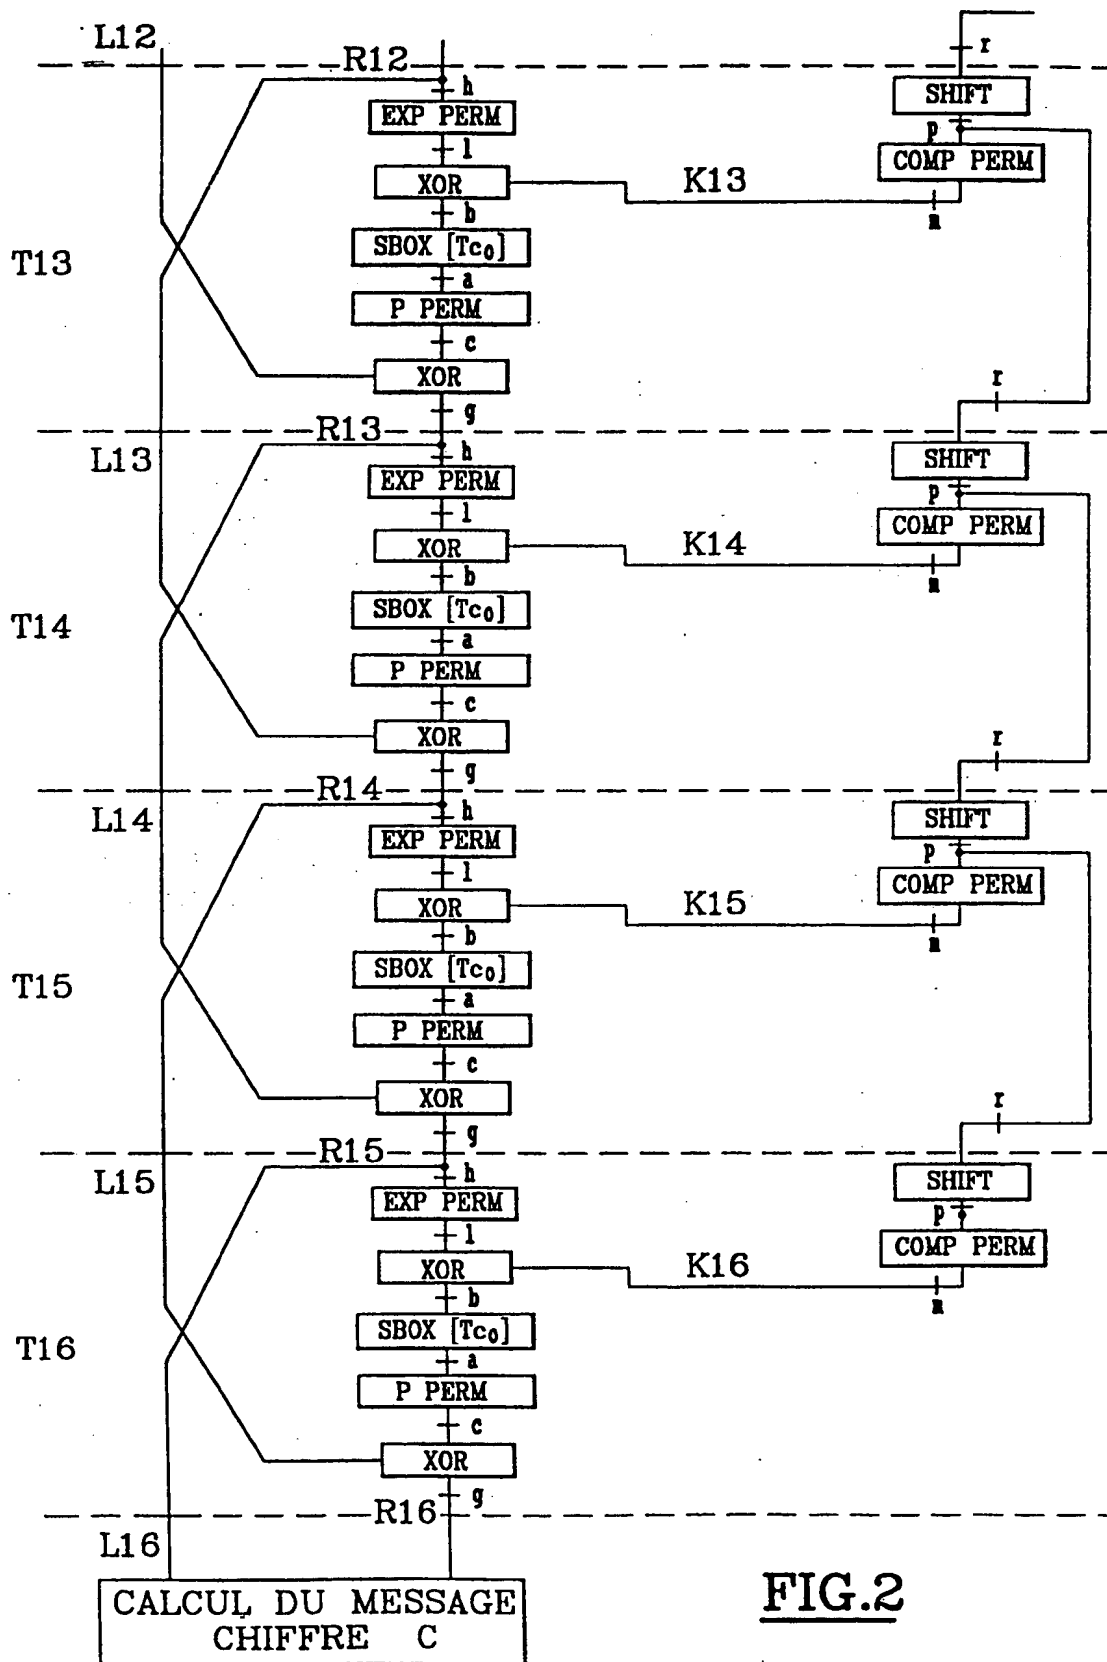 L12
R12
r
h
SHIFT
EXP PERM
p
l
COMP PERM
XOR
K13
b
m
SBOX [Tc0]
T13
a
P PERM
c
XOR
r
g
R13
L13
h
SHIFT
EXP PERM
p
l
COMP PERM
XOR
K14
b
m
SBOX [Tc0]
T14
a
P PERM
c
XOR
r
g
R14
L14
h
SHIFT
EXP PERM
p
l
COMP PERM
XOR
K15
b
m
SBOX [Tc0]
T15
a
P PERM
c
XOR
r
g
R15
L15
h
SHIFT
EXP PERM
p
l
COMP PERM
XOR
K16
b
m
SBOX [Tc0]
T16
a
P PERM
c
XOR
g
R16
L16
CALCUL DU MESSAGE
CHIFFRE C
FIG.2